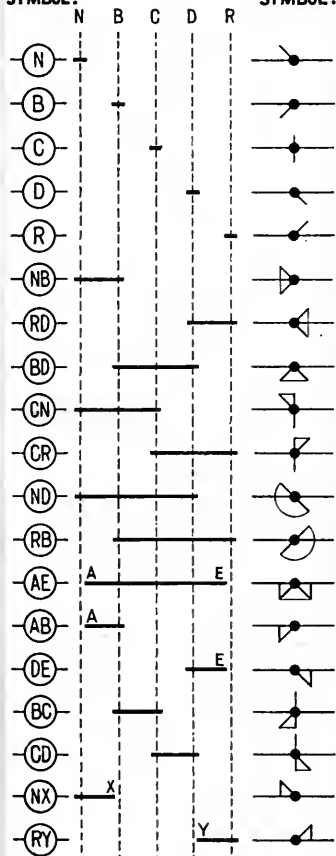 SYMBOL. SYMBOL.
N B C D R
N
B
C
D
R
NB
RD
BD
CN
CR
ND
RB
AE A E
AB A
DE E
BC
CD
NX X
RY Y